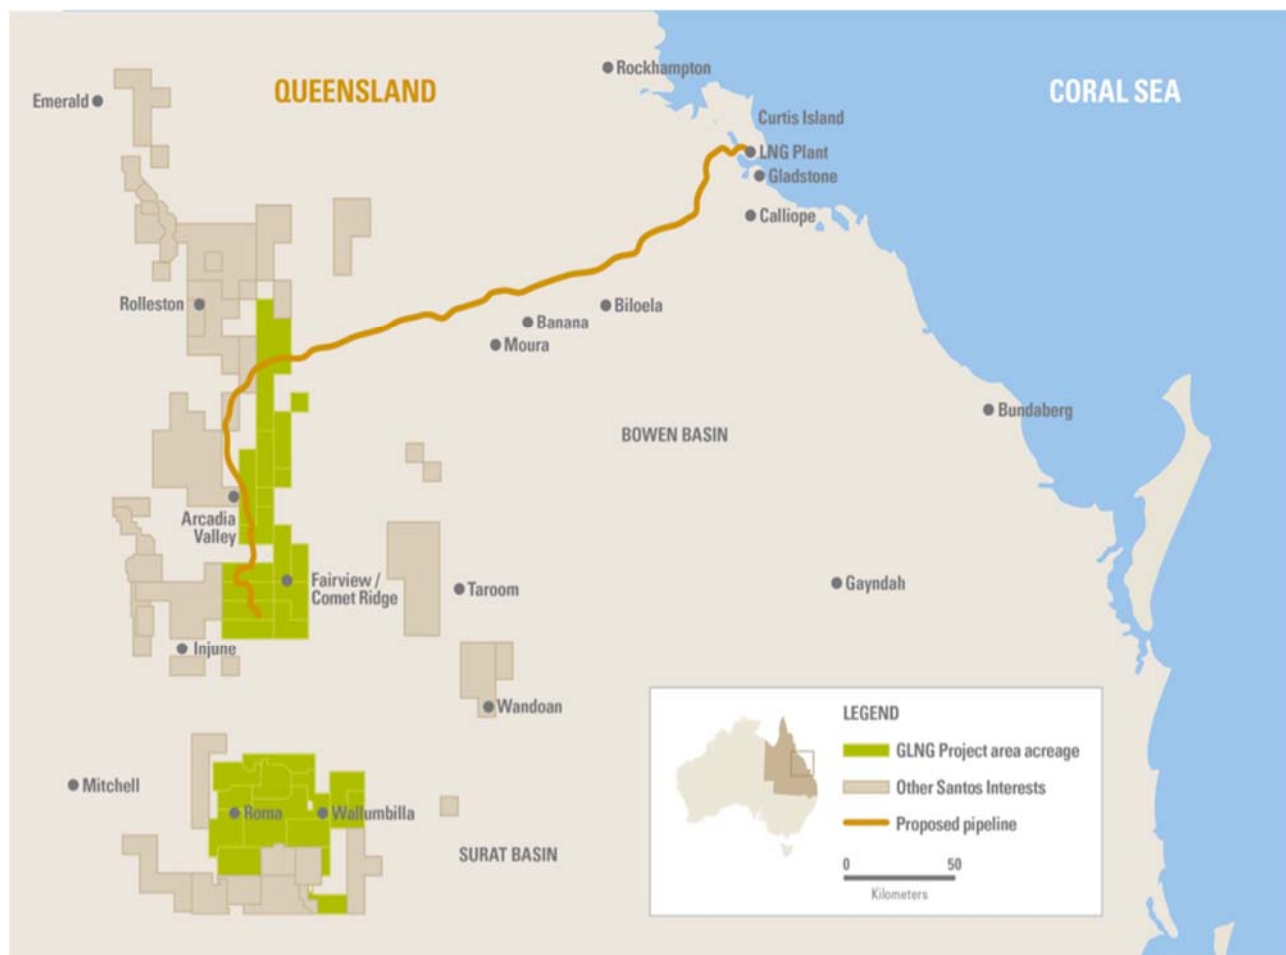 Rockhampton
QUEENSLAND
CORAL SEA
Emerald
Curtis Island
LNG Plant
Gladstone
Calliope
Rolleston
Biloela
Banana
Moura
Bundaberg
BOWEN BASIN
Arcadia
Valley
Fairview /
Comet Ridge
Taroom
Gayndah
Injune
Wandoan
LEGEND
GLNG Project area acreage
Other Santos Interests
Proposed pipeline
0 50
Kilometers
Mitchell
Roma
Wallumbilla
SURAT BASIN